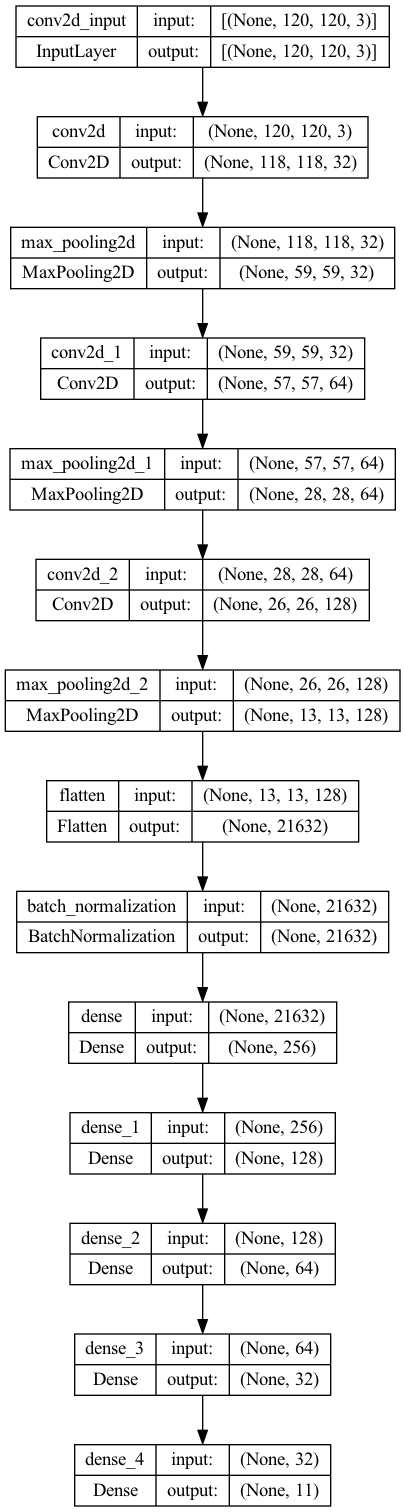 conv2d_input input: [(None, 120, 120, 3)]
InputLayer output: [(None, 120, 120, 3)]
conv2d input: (None, 120, 120, 3)
Conv2D output: (None, 118, 118, 32)
max_pooling2d input: (None, 118, 118, 32)
MaxPooling2D output: (None, 59, 59, 32)
conv2d_1 input: (None, 59, 59, 32)
Conv2D output: (None, 57, 57, 64)
max_pooling2d_1 input: (None, 57, 57, 64)
MaxPooling2D output: (None, 28, 28, 64)
conv2d_2 input: (None, 28, 28, 64)
Conv2D output: (None, 26, 26, 128)
max_pooling2d_2 input: (None, 26, 26, 128)
MaxPooling2D output: (None, 13, 13, 128)
flatten input: (None, 13, 13, 128)
Flatten output: (None, 21632)
batch_normalization input: (None, 21632)
BatchNormalization output: (None, 21632)
dense input: (None, 21632)
Dense output: (None, 256)
dense_1 input: (None, 256)
Dense output: (None, 128)
dense_2 input: (None, 128)
Dense output: (None, 64)
dense_3 input: (None, 64)
Dense output: (None, 32)
dense_4 input: (None, 32)
Dense output: (None, 11)